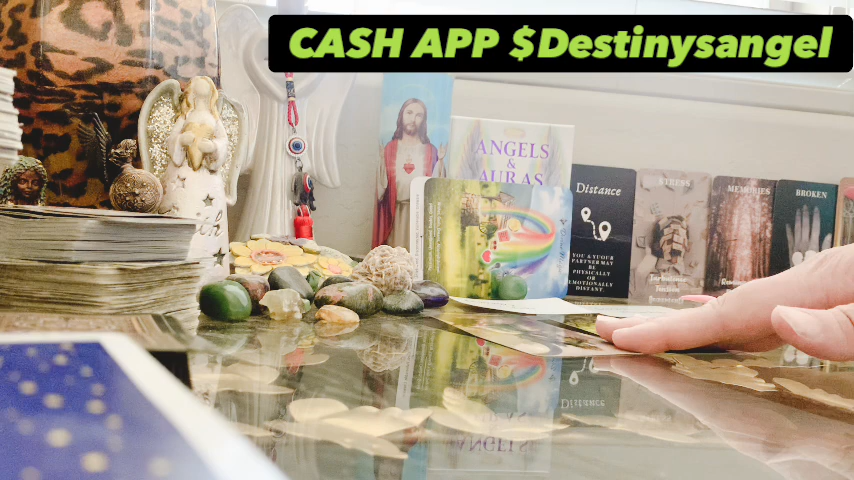 CASH APP $Destinysangel
ANGELS
&
AURAS
Distance
YOU & YOUR
PARTNER MAY
BE
PHYSICALLY
OR
EMOTIONALLY
DISTANT.
STRESS
MEMORIES
BROKEN